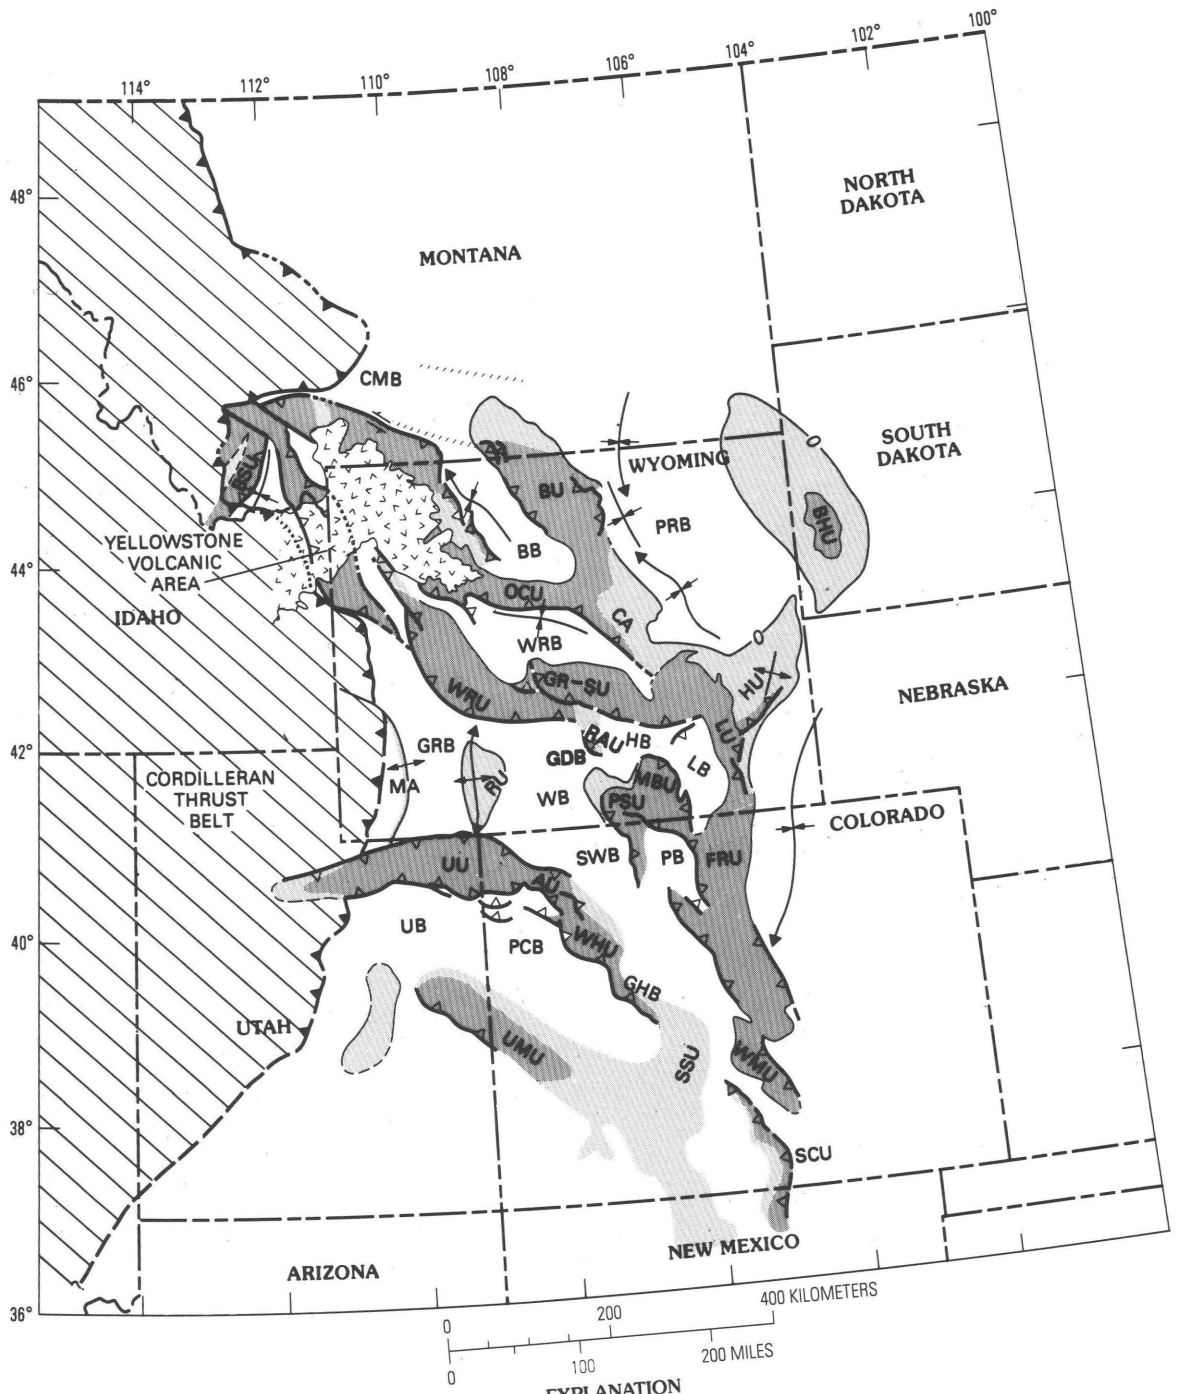 100°
102°
104°
106°
108°
110°
112°
114°
48°
NORTH
DAKOTA
MONTANA
46°
CMB
SOUTH
DAKOTA
WYOMING
BU
PRB
BHU
YELLOWSTONE
VOLCANIC
AREA
BB
44°
OCU
IDAHO
CA
WRB
0
0
GR-SU
HU
WRU
NEBRASKA
LU
RAU
HB
GRB
42°
GDB
LB
CORDILLERAN
THRUST
BELT
MA
RU
MBU
WB
PSU
COLORADO
SWB
PB
FRU
UU
AU
UB
PCB
WHU
40°
GHB
UTAH
UMU
SSU
WMU
38°
SCU
NEW MEXICO
ARIZONA
36°
0
200
400 KILOMETERS
0
100
200 MILES
EXPLANATION